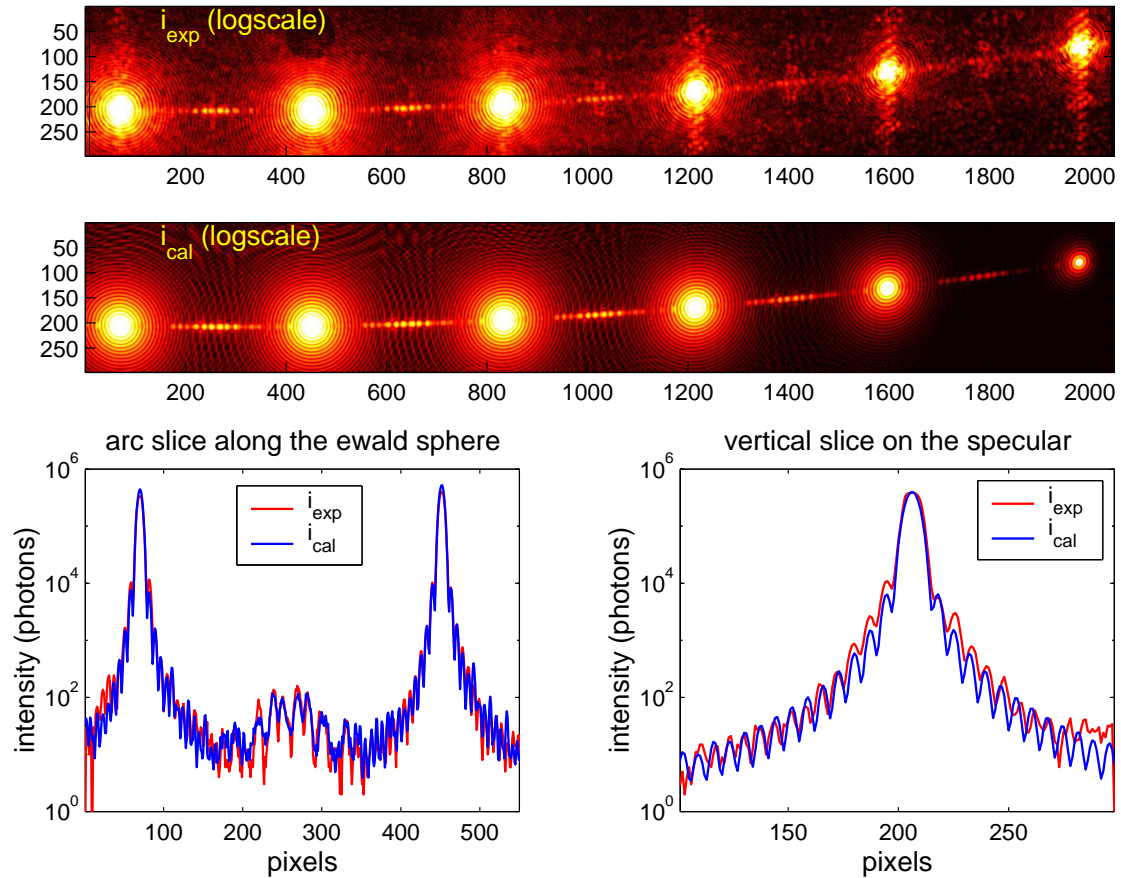 i_exp (logscale)
50
100
150
200
250
200 400 600 800 1000 1200 1400 1600 1800 2000
i_cal (logscale)
50
100
150
200
250
200 400 600 800 1000 1200 1400 1600 1800 2000
arc slice along the ewald sphere
intensity (photons)
10^6
10^4
10^2
10^0
i_exp
i_cal
100 200 300 400 500
pixels
vertical slice on the specular
intensity (photons)
10^6
10^4
10^2
10^0
i_exp
i_cal
150 200 250
pixels